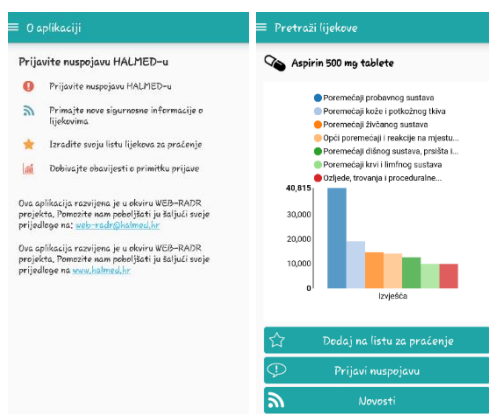 O aplikaciji
Prijavite nuspojavu HALMED-u
Prijavite nuspojavu HALMED-u
Primajte nove sigurnosne informacije o
lijekovima
Izradite svoju listu lijekova za praćenje
Dobivajte obavijesti o primitku prijave
Ova aplikacija razvijena je u okviru WEB-RADR
projekta. Pomozite nam poboljšati ju šaljući svoje
prijedloge na: web-radr@halmed.hr
Ova aplikacija razvijena je u okviru WEB-RADR
projekta. Pomozite nam poboljšati ju šaljući svoje
prijedloge na www.halmed.hr
Pretraži lijekove
Aspirin 500 mg tablete
Poremećaji probavnog sustava
Poremećaji kože i potkožnog tkiva
Poremećaji živčanog sustava
Opći poremećaji i reakcije na mjestu...
Poremećaji dišnog sustava, prsišta i...
Poremećaji krvi i limfnog sustava
Ozljede, trovanja i proceduralne...
40,815
30,000
20,000
10,000
0
Izvješća
Dodaj na listu za praćenje
Prijavi nuspojavu
Novosti